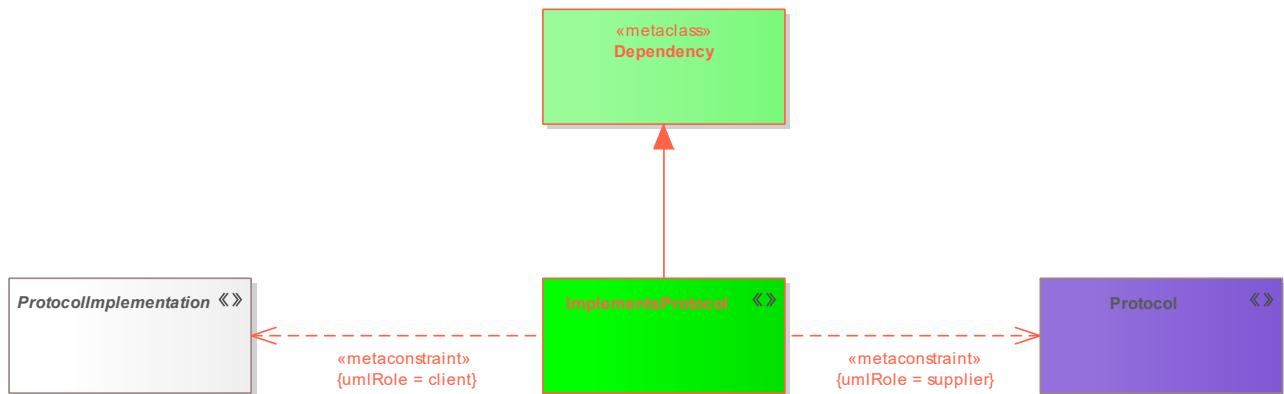 «metaclass»
Dependency
ProtocolImplementation «»
ImplementsProtocol «»
Protocol «»
«metaconstraint»
{umlRole = client}
«metaconstraint»
{umlRole = supplier}